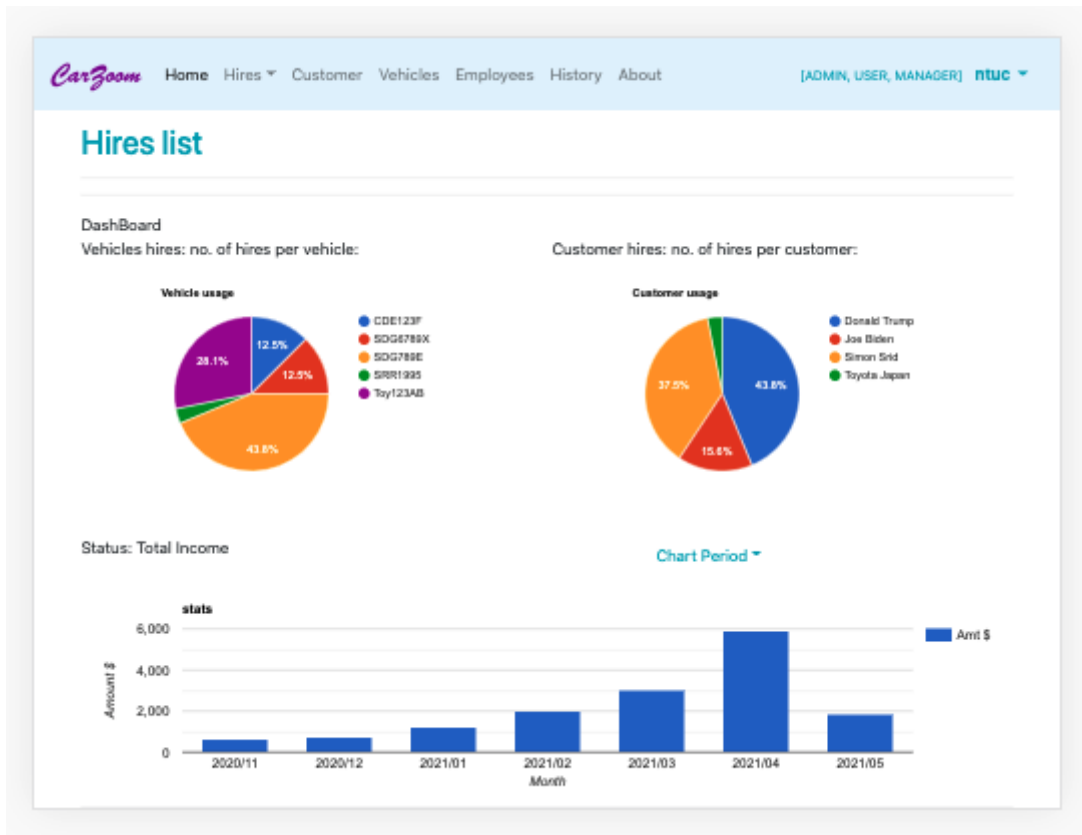 CarZoom Home Hires Customer Vehicles Employees History About [ADMIN, USER, MANAGER] ntuc
Hires list
DashBoard
Vehicles hires: no. of hires per vehicle:
Customer hires: no. of hires per customer:
Vehicle usage
28.1%
12.5%
12.5%
43.8%
CDE123F
SDG6789X
SDG789E
SRR1995
Toy123AB
Customer usage
37.5%
43.8%
15.6%
Donald Trump
Joe Biden
Simon Srid
Toyota Japan
Status: Total Income
Chart Period
stats
6,000
4,000
2,000
0
Amount $
Amt $
2020/11 2020/12 2021/01 2021/02 2021/03 2021/04 2021/05
Month